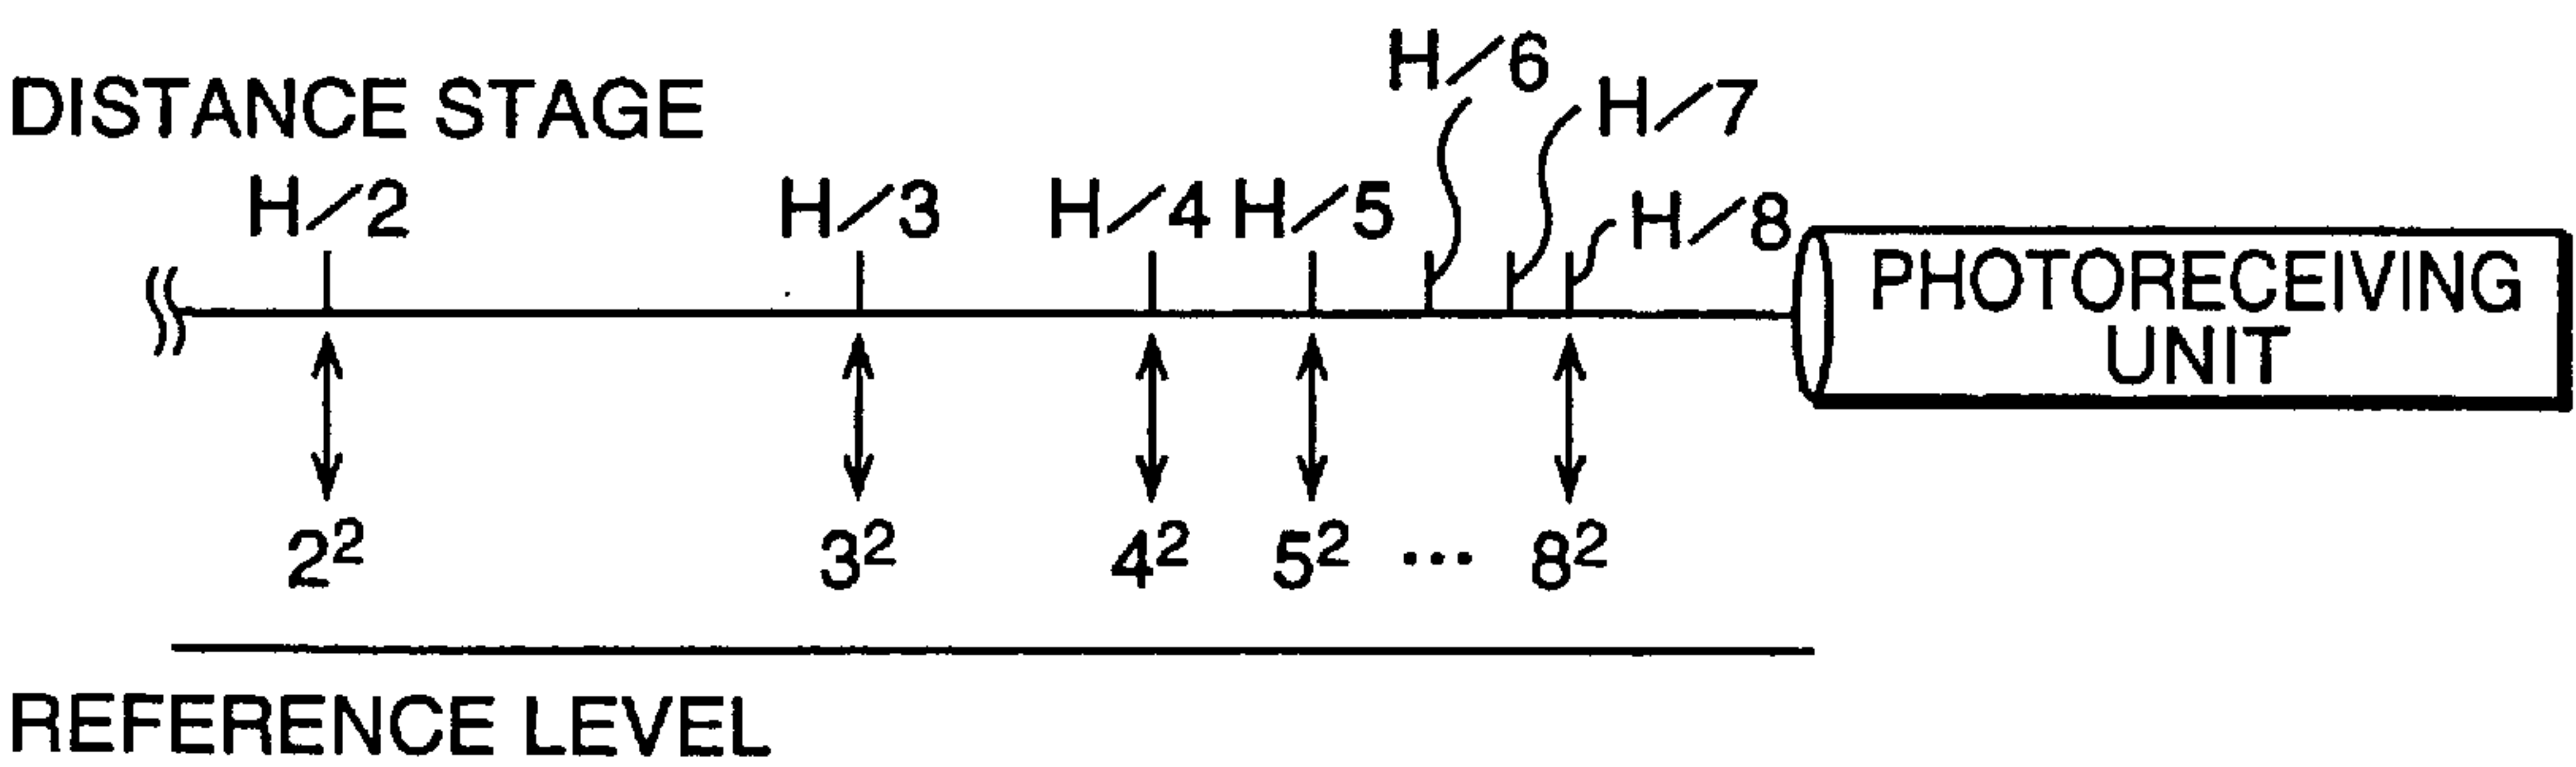 DISTANCE STAGE
H/2 H/3 H/4 H/5 H/6 H/7 H/8
PHOTORECEIVING
UNIT
2² 3² 4² 5² ... 8²
REFERENCE LEVEL